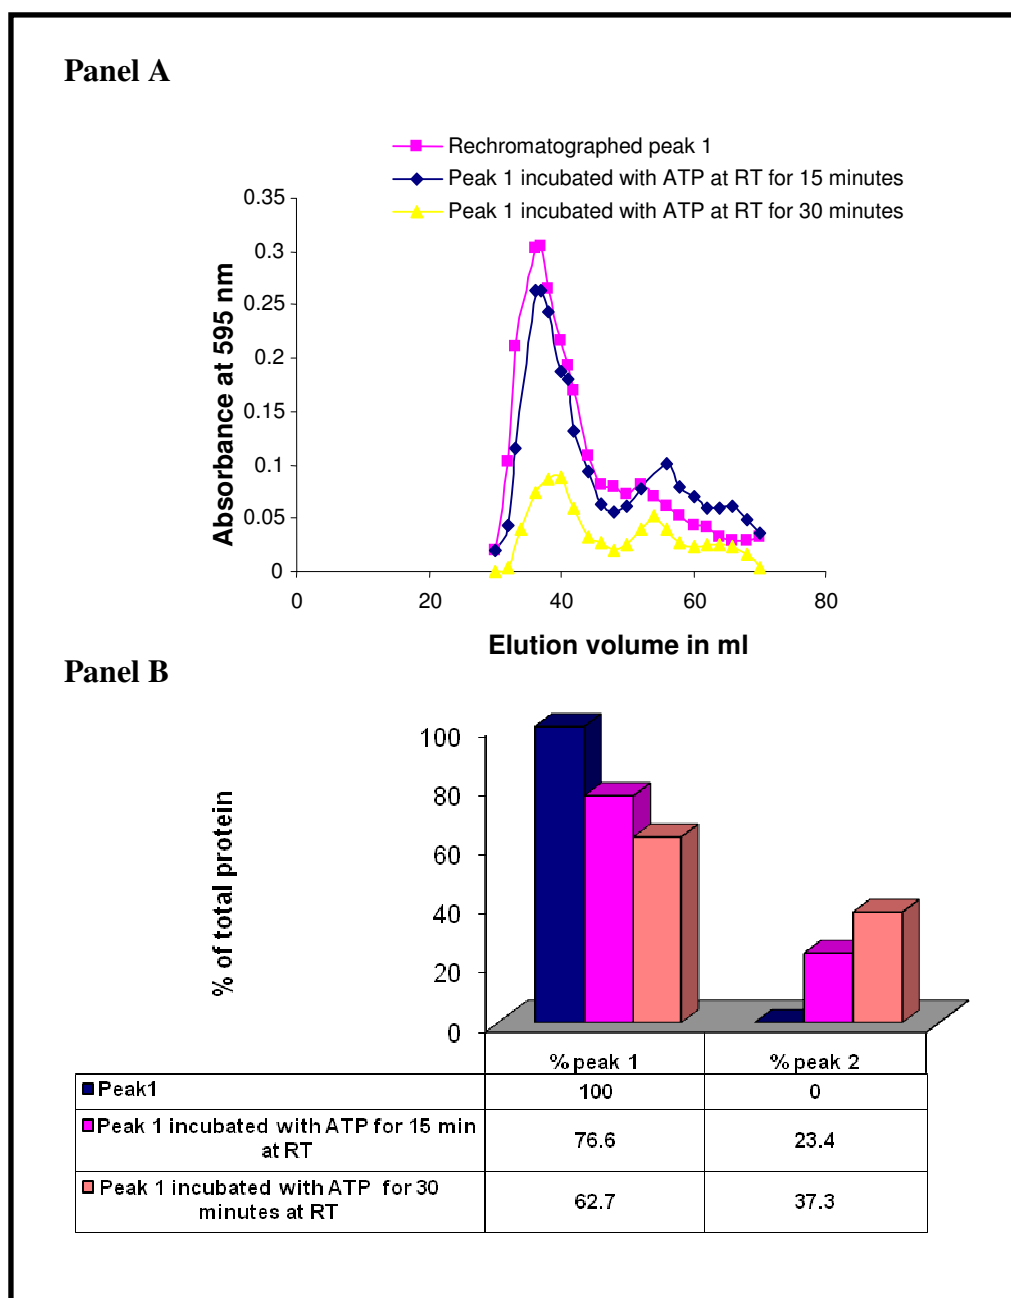 Panel A
Rechromatographed peak 1
Peak 1 incubated with ATP at RT for 15 minutes
Peak 1 incubated with ATP at RT for 30 minutes
Absorbance at 595 nm
0.35
0.3
0.25
0.2
0.15
0.1
0.05
0
0 20 40 60 80
Elution volume in ml
Panel B
% of total protein
100
80
60
40
20
0
% peak 1 % peak 2
Peak1 100 0
Peak 1 incubated with ATP for 15 min
at RT 76.6 23.4
Peak 1 incubated with ATP for 30
minutes at RT 62.7 37.3